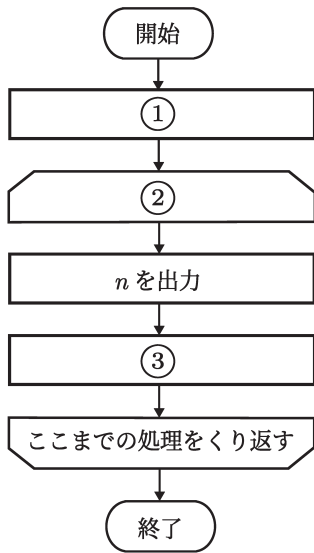 開始
①
②
nを出力
③
ここまでの処理をくり返す
終了